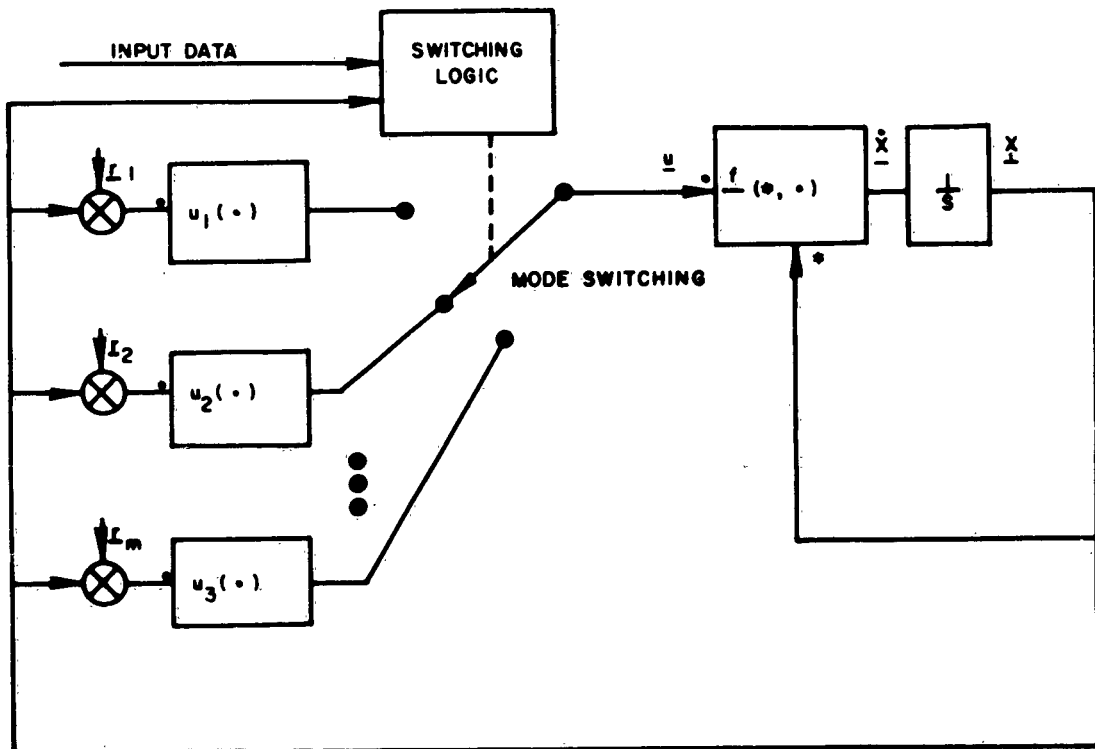 INPUT DATA
SWITCHING
LOGIC
r1
u1(•)
u
f(*, •)
Ẋ
1/S
X
*
MODE SWITCHING
r2
u2(•)
rm
u3(•)